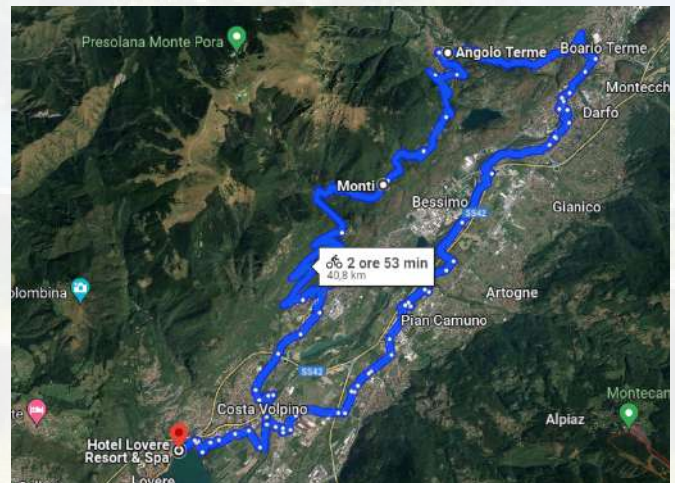 Presolana Monte Pora
Angolo Terme
Boario Terme
Montecch
Darfo
Monti
Bessimo
Gianico
SS42
2 ore 53 min
40,8 km
olombina
Artogne
Pian Camuno
SS42
Costa Volpino
Montecan
Alpiaz
Hotel Lovere
Resort & Spa
Lovere